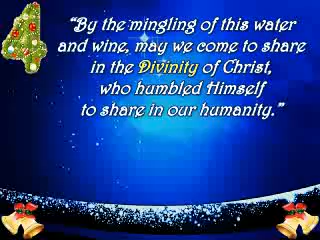 “By the mingling of this water
and wine, may we come to share
in the Divinity of Christ,
who humbled Himself
to share in our humanity.”